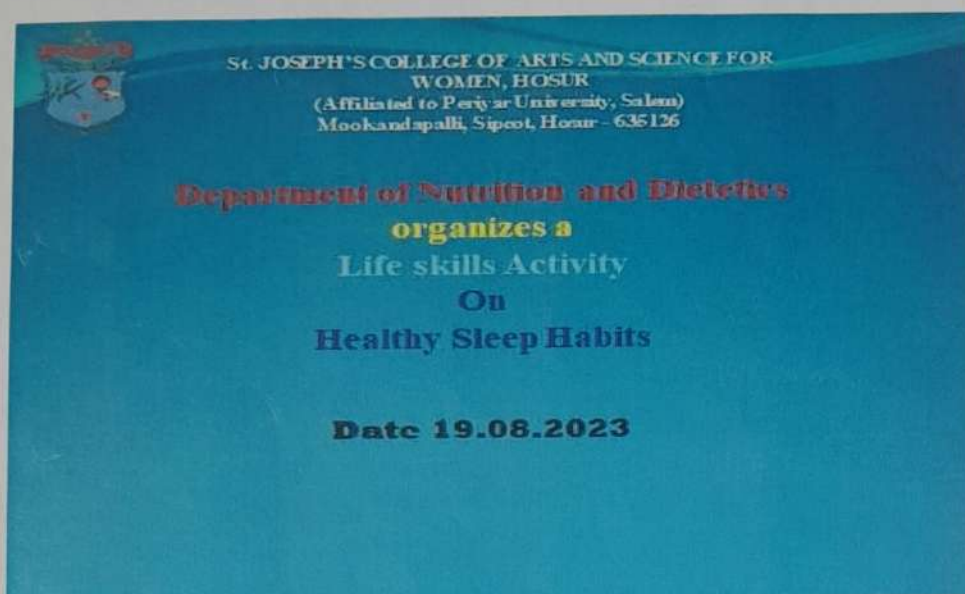 St. JOSEPH'S COLLEGE OF ARTS AND SCIENCE FOR
WOMEN, HOSUR
(Affiliated to Periyar University, Salem)
Mookandapalli, Sipcot, Hosur - 635126
Department of Nutrition and Dietetics
organizes a
Life skills Activity
On
Healthy Sleep Habits
Date 19.08.2023